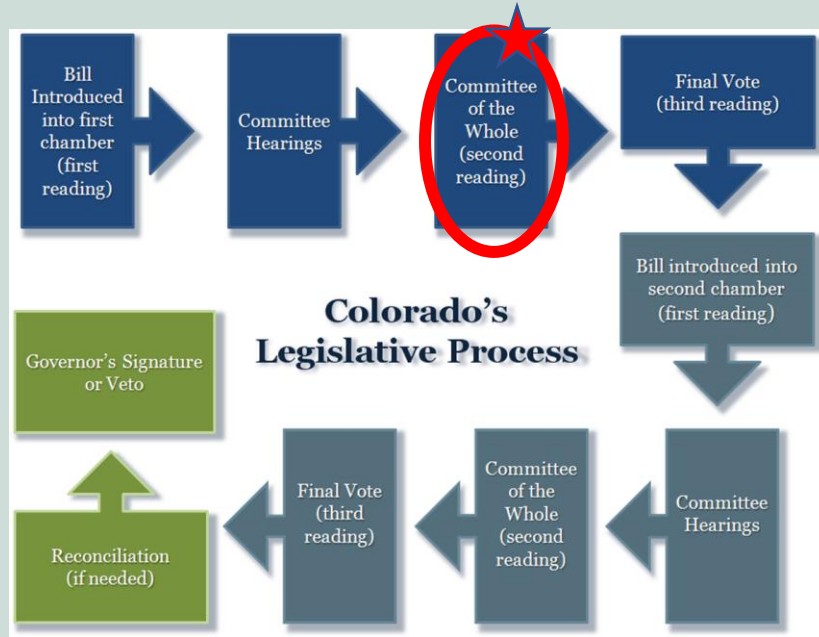 Bill
Introduced
into first
chamber
(first
reading)
Committee
Hearings
Committee
of the
Whole
(second
reading)
Final Vote
(third reading)
Bill introduced into
second chamber
(first reading)
Committee
Hearings
Committee
of the
Whole
(second
reading)
Final Vote
(third
reading)
Reconciliation
(if needed)
Governor's Signature
or Veto
Colorado's
Legislative Process